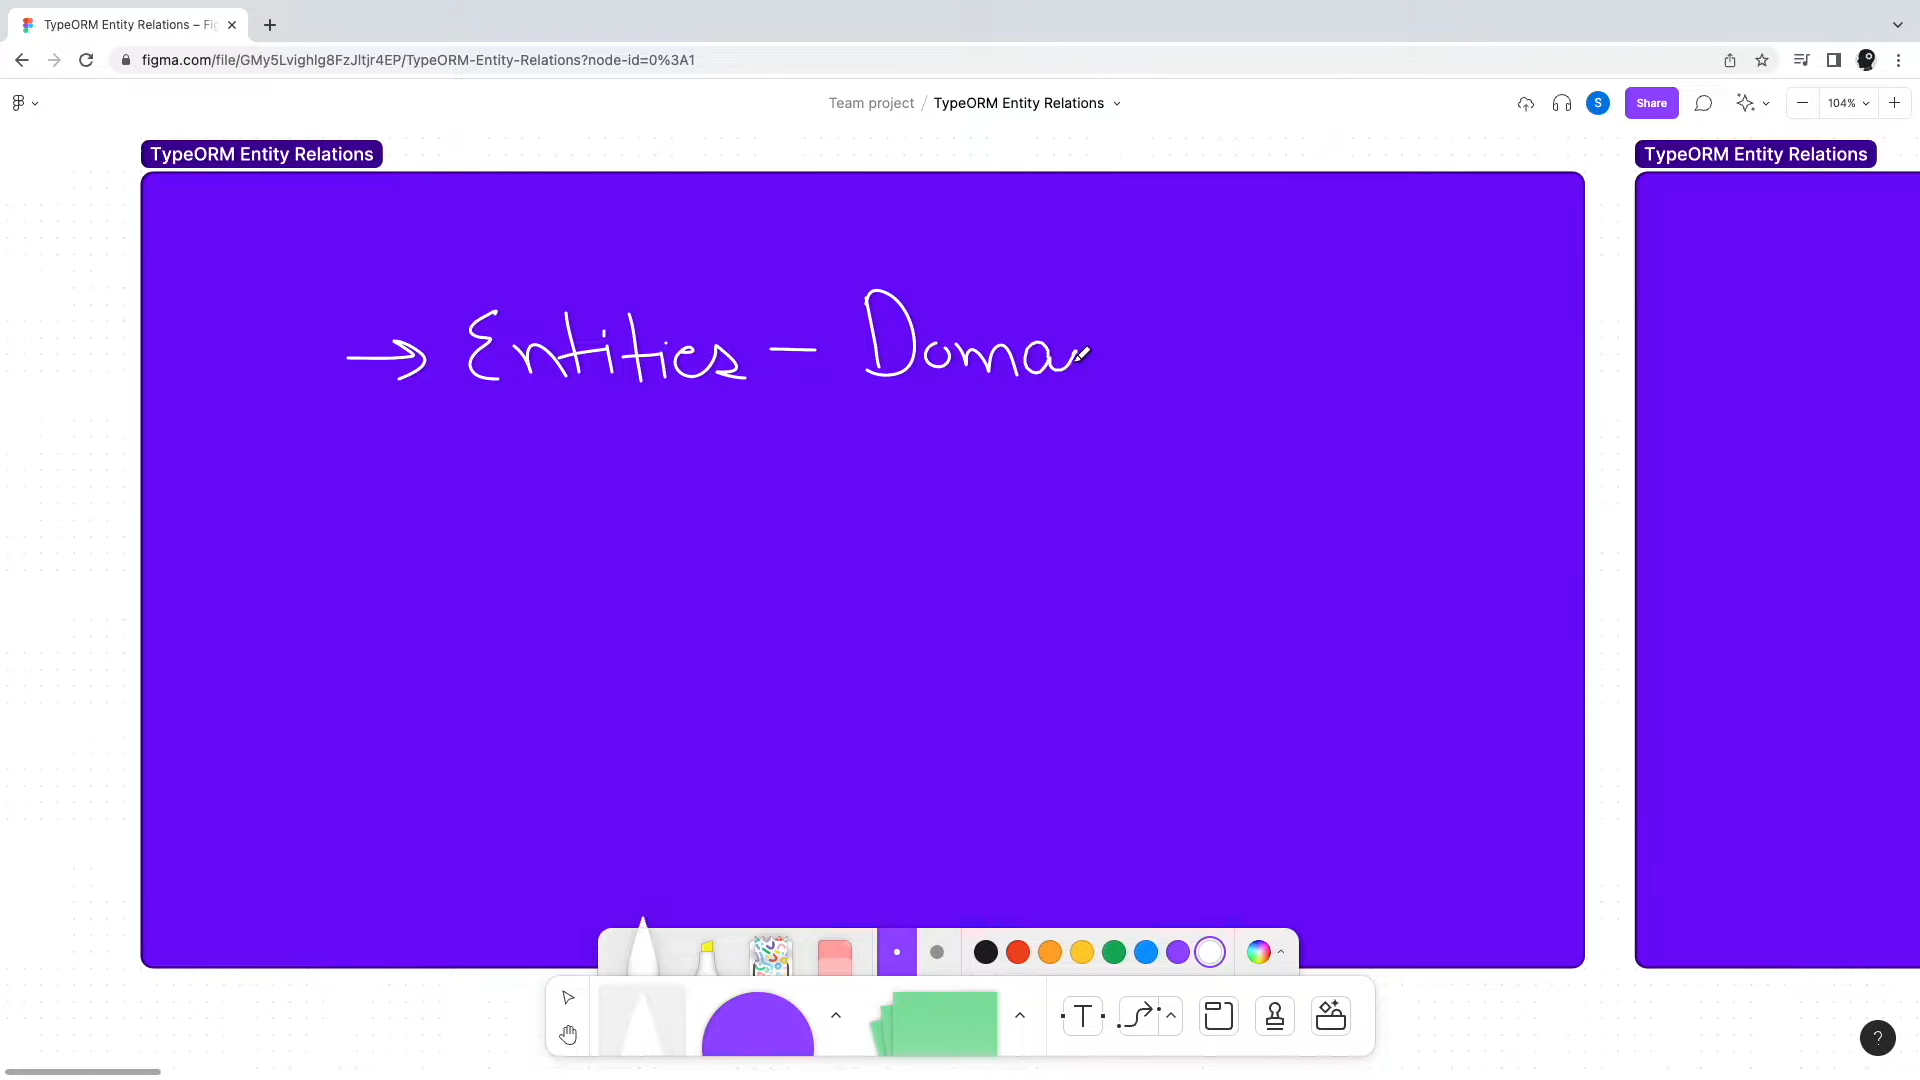 TypeORM Entity Relations – Fig
figma.com/file/GMy5Lvighlg8FzJltjr4EP/TypeORM-Entity-Relations?node-id=0%3A1
Team project / TypeORM Entity Relations
S
Share
104%
TypeORM Entity Relations
TypeORM Entity Relations
→ Entities - Doma
T
?